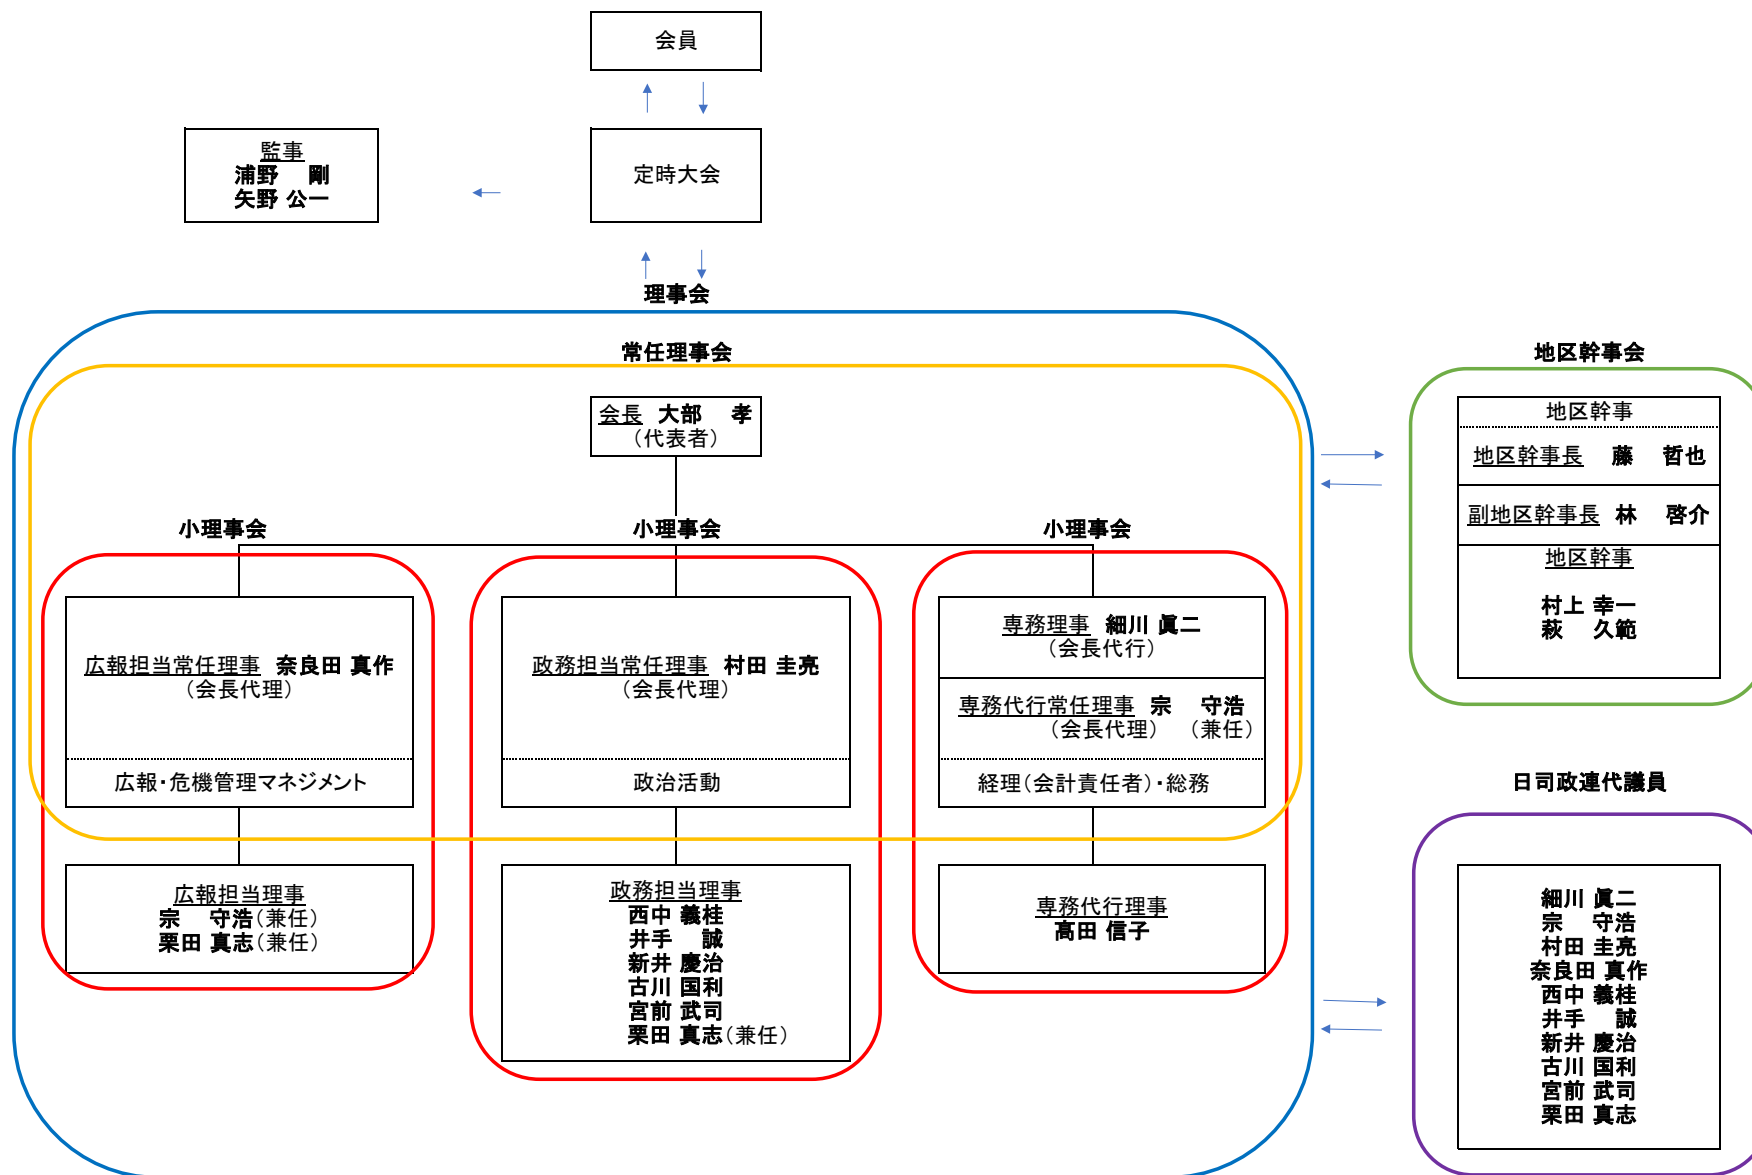 会員
監事
浦野　剛
矢野 公一
定時大会
理事会
常任理事会
会長 大部　孝
（代表者）
小理事会
小理事会
小理事会
広報担当常任理事 奈良田 真作
（会長代理）
広報・危機管理マネジメント
政務担当常任理事 村田 圭亮
（会長代理）
政治活動
専務理事 細川 眞二
（会長代行）
専務代行常任理事 宗　守浩
（会長代理）　（兼任）
経理（会計責任者）・総務
広報担当理事
宗　守浩（兼任）
栗田 真志（兼任）
政務担当理事
西中 義桂
井手　誠
新井 慶治
古川 国利
宮前 武司
栗田 真志（兼任）
専務代行理事
髙田 信子
地区幹事会
地区幹事
地区幹事長　藤　哲也
副地区幹事長 林　啓介
地区幹事
村上 幸一
萩　久範
日司政連代議員
細川 眞二
宗　守浩
村田 圭亮
奈良田 真作
西中 義桂
井手　誠
新井 慶治
古川 国利
宮前 武司
栗田 真志